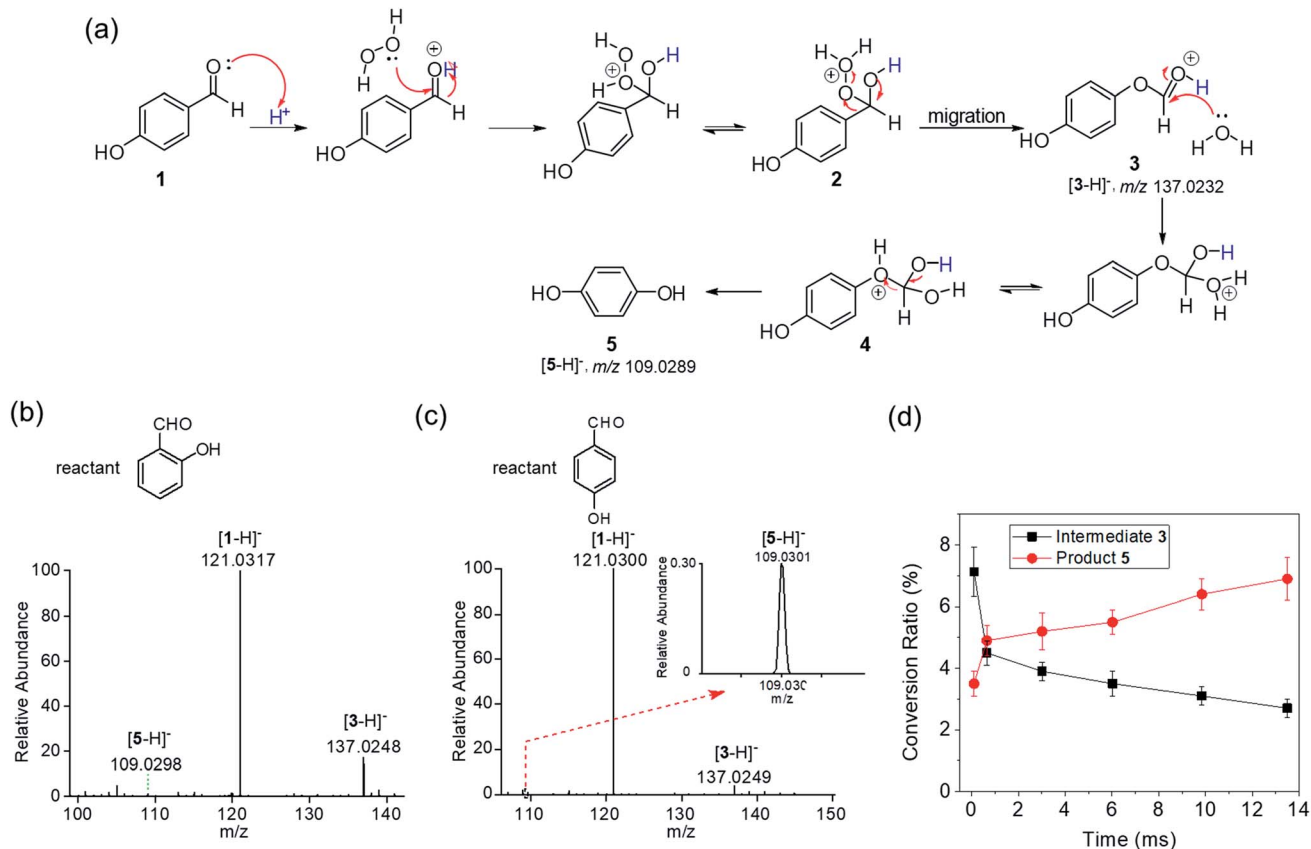 (a)
H
O
O
H
H
O
O
H
H
O
O
H
H
⊕
HO
1
H⁺
HO
HO
2
migration
HO
3
[3-H]⁻, m/z 137.0232
HO
OH
5
[5-H]⁻, m/z 109.0289
HO
4
HO
(b)
CHO
OH
reactant
[1-H]⁻
121.0317
[3-H]⁻
137.0248
[5-H]⁻
109.0298
Relative Abundance
100
80
60
40
20
0
100 110 120 130 140
m/z
(c)
CHO
reactant
OH
[1-H]⁻
121.0300
[5-H]⁻
109.0301
0.30
Relative Abundance
0
109.030
m/z
[3-H]⁻
137.0249
Relative Abundance
100
80
60
40
20
0
110 120 130 140 150
m/z
(d)
Intermediate 3
Product 5
Conversion Ratio (%)
8
6
4
2
0 2 4 6 8 10 12 14
Time (ms)